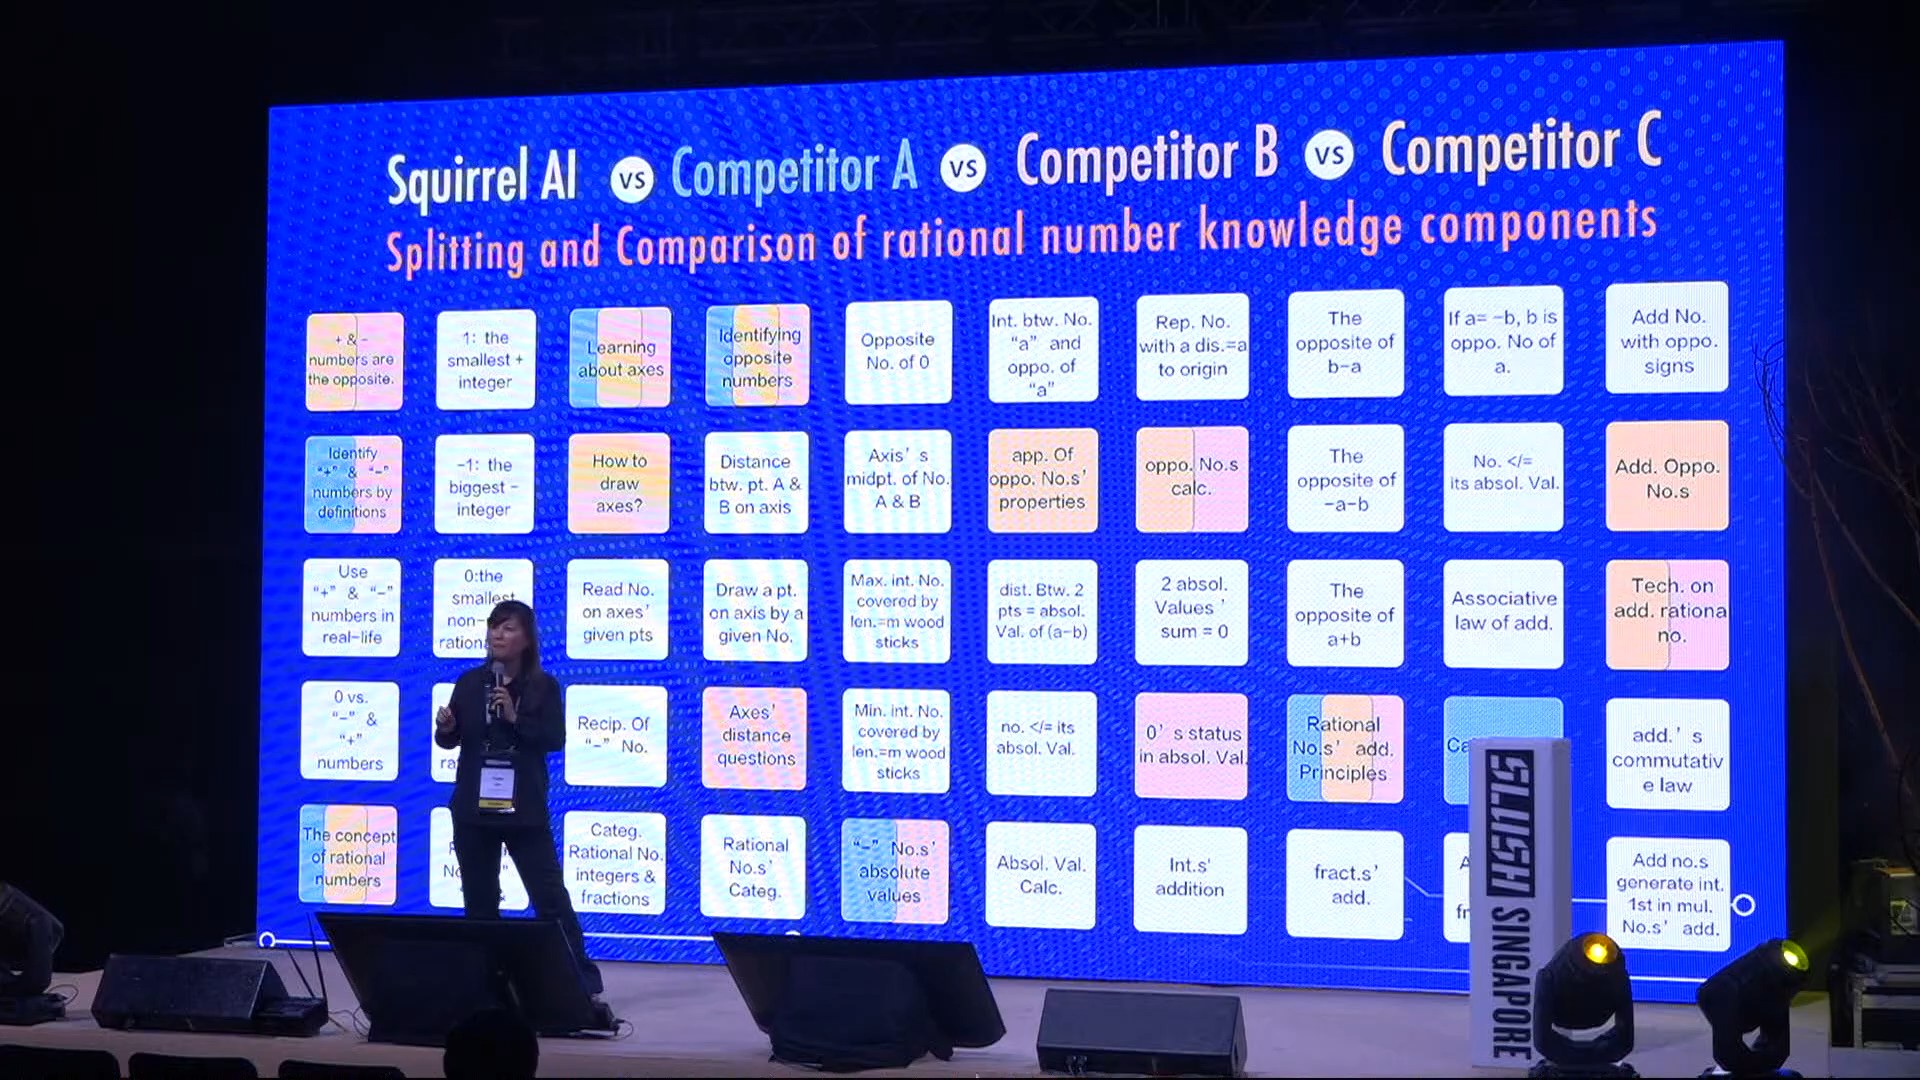 Squirrel AI vs Competitor A vs Competitor B vs Competitor C
Splitting and Comparison of rational number knowledge components
+ & -
numbers are
the opposite.
1: the
smallest +
integer
Learning
about axes
Identifying
opposite
numbers
Opposite
No. of 0
Int. btw. No.
“a” and
oppo. of
“a”
Rep. No.
with a dis.=a
to origin
The
opposite of
b-a
If a= -b, b is
oppo. No of
a.
Add No.
with oppo.
signs
Identify
“+” & “-”
numbers by
definitions
-1: the
biggest -
integer
How to
draw
axes?
Distance
btw. pt. A &
B on axis
Axis’ s
midpt. of No.
A & B
app. Of
oppo. No.s’
properties
oppo. No.s
calc.
The
opposite of
-a-b
No. </=
its absol. Val.
Add. Oppo.
No.s
Use
“+” & “-”
numbers in
real-life
0:the
smallest
non-
Read No.
on axes’
given pts
Draw a pt.
on axis by a
given No.
Max. int. No.
covered by
len.=m wood
sticks
dist. Btw. 2
pts = absol.
Val. of (a-b)
2 absol.
Values ’
sum = 0
The
opposite of
a+b
Associative
law of add.
Tech. on
add. rationa
no.
0 vs.
“-” &
“+”
numbers
Recip. Of
“-” No.
Axes’
distance
questions
Min. int. No.
covered by
len.=m wood
sticks
no. </= its
absol. Val.
0’ s status
in absol. Val
Rational
No.s’ add.
Principles
add.’ s
commutativ
e law
The concept
of rational
numbers
Categ.
Rational No.
integers &
fractions
Rational
No.s’
Categ.
“-” No.s’
absolute
values
Absol. Val.
Calc.
Int.s'
addition
fract.s’
add.
Add no.s
generate int.
1st in mul.
No.s’ add.
SLUSH SINGAPORE